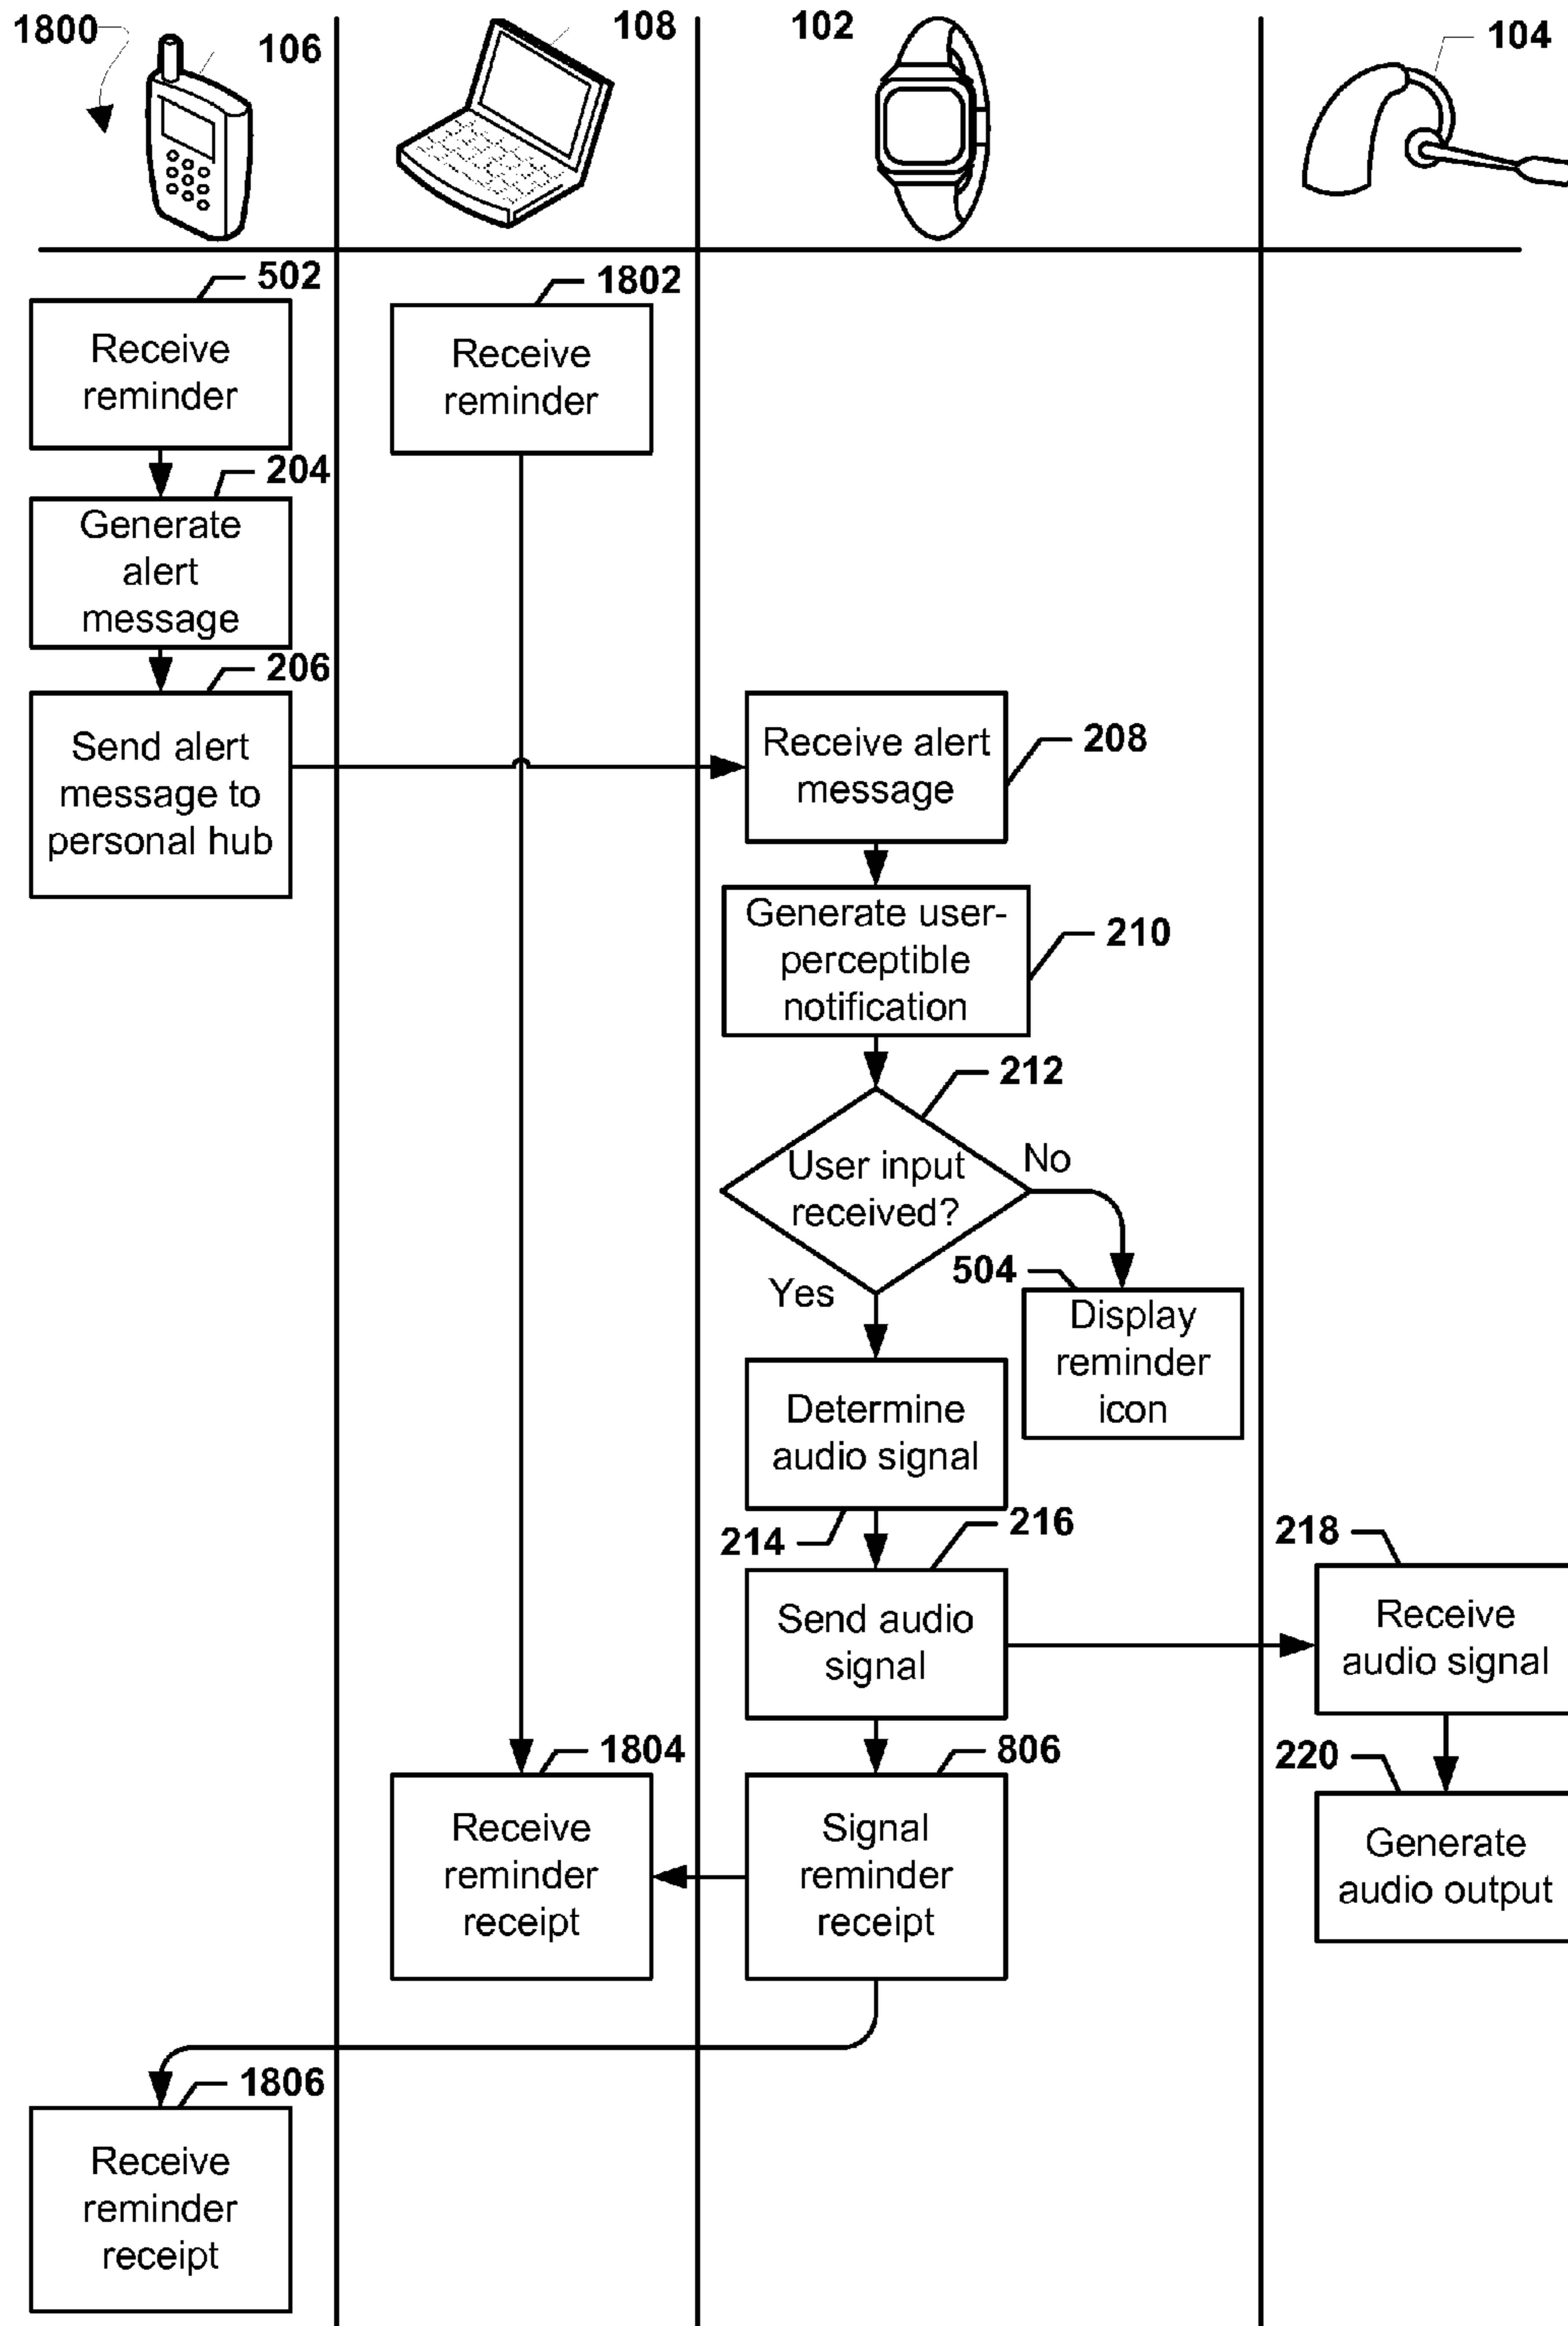 1800
106
108
102
104
502
Receive
reminder
1802
Receive
reminder
204
Generate
alert
message
206
Send alert
message to
personal hub
Receive alert
message
208
Generate user-
perceptible
notification
210
212
User input
received?
No
Yes
504
Display
reminder
icon
Determine
audio signal
214
216
Send audio
signal
218
Receive
audio signal
1804
Receive
reminder
receipt
806
Signal
reminder
receipt
220
Generate
audio output
1806
Receive
reminder
receipt